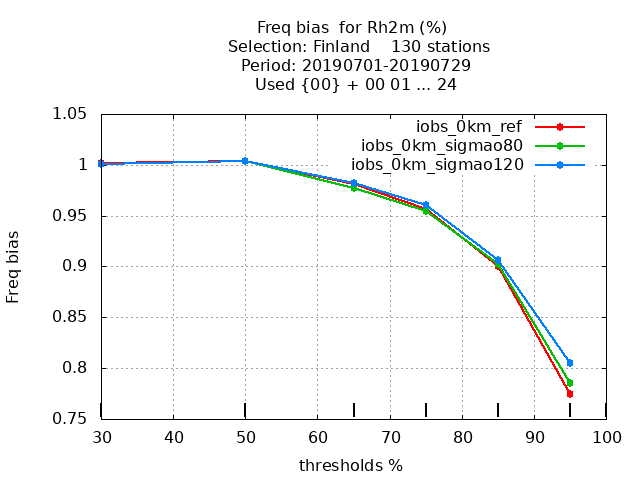 Freq bias  for Rh2m (%)
Selection: Finland    130 stations
Period: 20190701-20190729
Used {00} + 00 01 ... 24
1.05
1
0.95
0.9
0.85
0.8
0.75
Freq bias
iobs_0km_ref
iobs_0km_sigmao80
iobs_0km_sigmao120
30 40 50 60 70 80 90 100
thresholds %